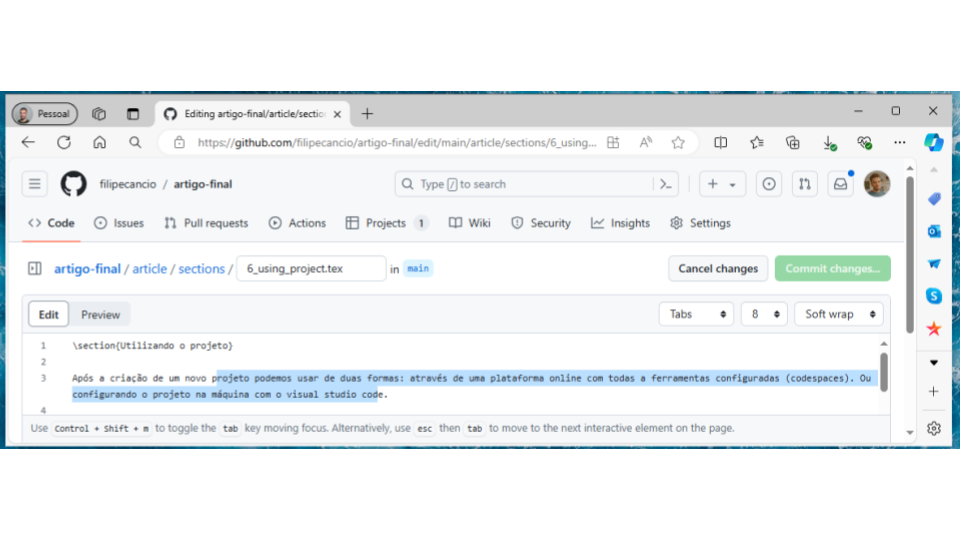 Pessoal
Editing artigo-final/article/sectio
https://github.com/filipecancio/artigo-final/edit/main/article/sections/6_using...
filipecancio / artigo-final
Type / to search
Code Issues Pull requests Actions Projects 1 Wiki Security Insights Settings
artigo-final / article / sections / 6_using_project.tex in main
Cancel changes Commit changes...
Edit Preview Tabs 8 Soft wrap
1 \section{Utilizando o projeto}
2
3 Após a criação de um novo projeto podemos usar de duas formas: através de uma plataforma online com todas a ferramentas configuradas (codespaces). Ou
configurando o projeto na máquina com o visual studio code.
4
Use Control + Shift + m to toggle the tab key moving focus. Alternatively, use esc then tab to move to the next interactive element on the page.